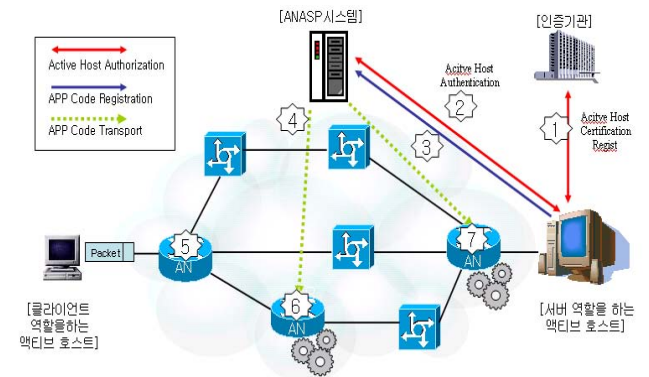 [ANASP시스템]
[인증기관]
Active Host Authorization
APP Code Registration
APP Code Transport
Acitve Host
Authentication
2
1
Acitve Host
Certification
Regist
4
3
5
AN
7
AN
Packet
6
AN
[클라이언트
역할을하는
액티브 호스트]
[서버 역할을 하는
액티브 호스트]